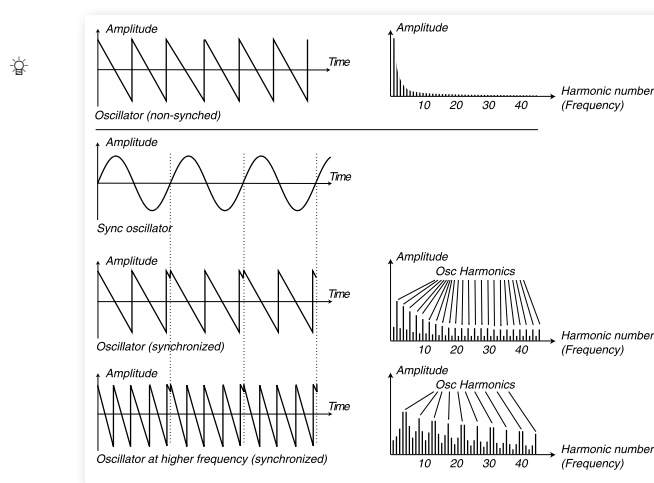 Amplitude
Time
Oscillator (non-synched)
Amplitude
10 20 30 40
Harmonic number
(Frequency)
Amplitude
Time
Sync oscillator
Amplitude
Time
Oscillator (synchronized)
Amplitude
Osc Harmonics
10 20 30 40
Harmonic number
(Frequency)
Amplitude
Time
Oscillator at higher frequency (synchronized)
Amplitude
Osc Harmonics
10 20 30 40
Harmonic number
(Frequency)